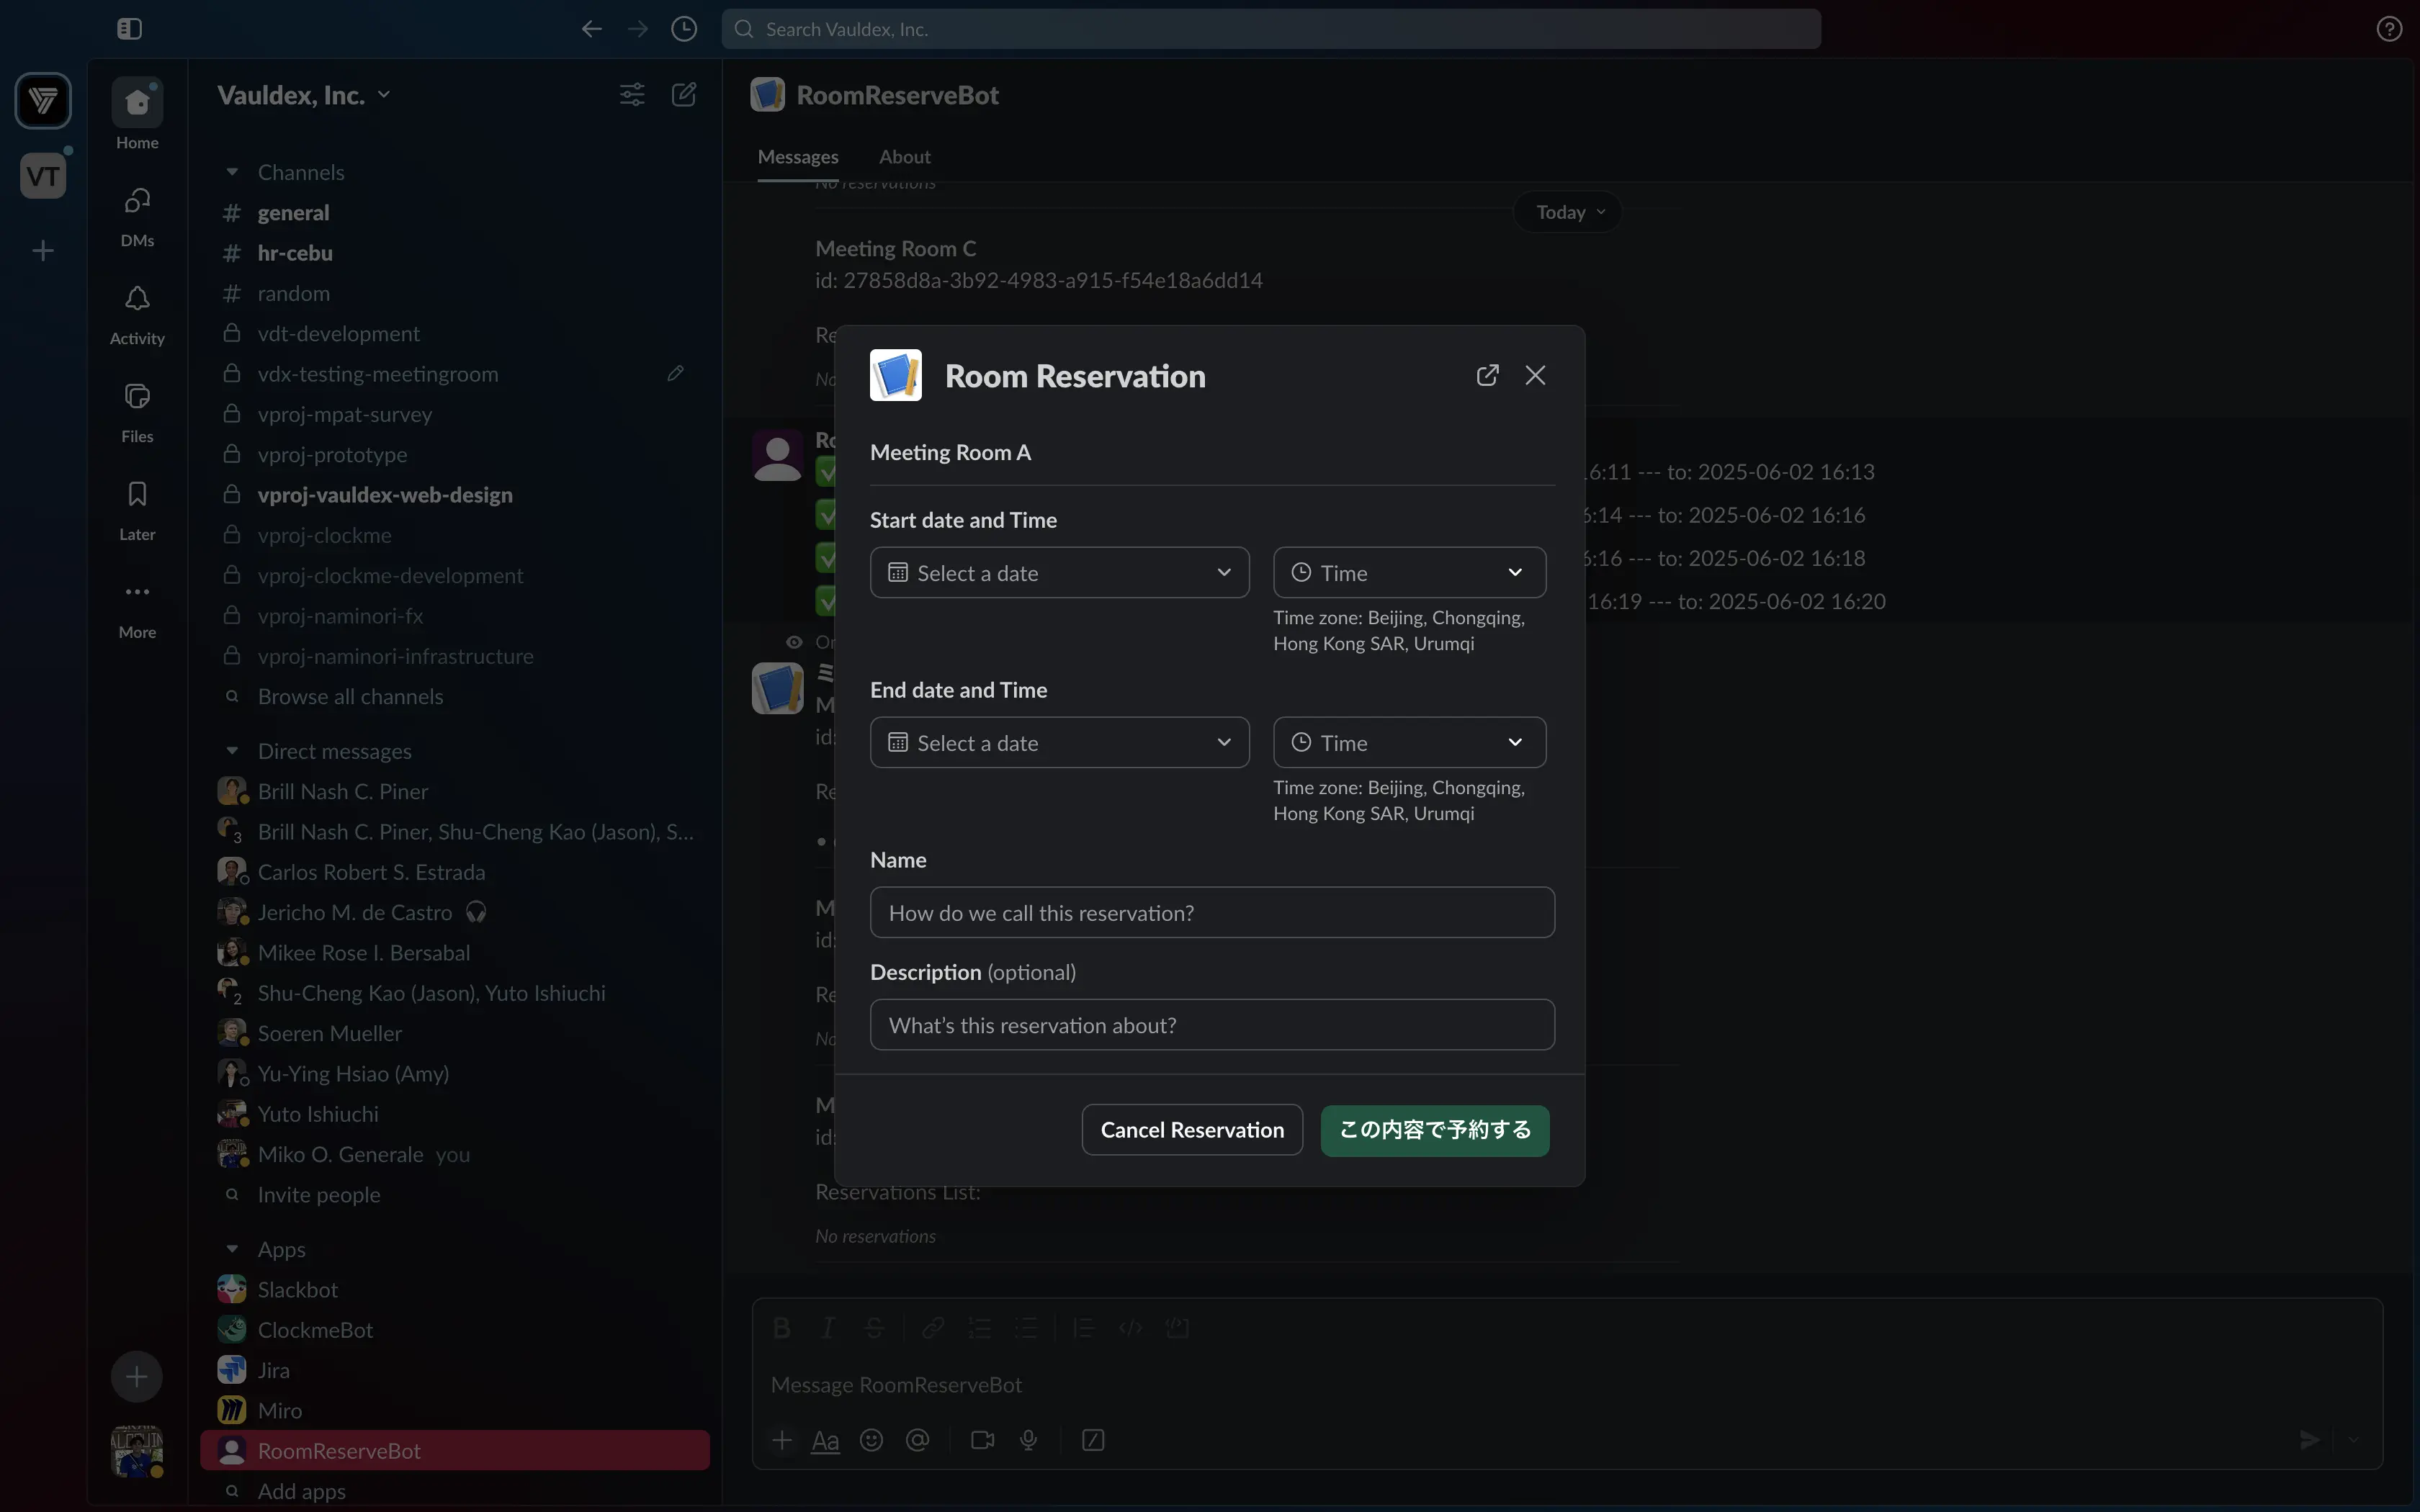 Search Vauldex, Inc.
VT
Home
DMs
Activity
Files
Later
More
Vauldex, Inc.
Channels
general
hr-cebu
random
vdt-development
vdx-testing-meetingroom
vproj-mpat-survey
vproj-prototype
vproj-vauldex-web-design
vproj-clockme
vproj-clockme-development
vproj-naminori-fx
vproj-naminori-infrastructure
Browse all channels
Direct messages
Brill Nash C. Piner
3
Brill Nash C. Piner, Shu-Cheng Kao (Jason), S...
Carlos Robert S. Estrada
Jericho M. de Castro
Mikee Rose I. Bersabal
2
Shu-Cheng Kao (Jason), Yuto Ishiuchi
Soeren Mueller
Yu-Ying Hsiao (Amy)
Yuto Ishiuchi
Miko O. Generale you
Invite people
Apps
Slackbot
ClockmeBot
Jira
Miro
RoomReserveBot
Add apps
RoomReserveBot
Messages
About
No reservations
Today
Meeting Room C
id: 27858d8a-3b92-4983-a915-f54e18a6dd14
6:11 --- to: 2025-06-02 16:13
6:14 --- to: 2025-06-02 16:16
6:16 --- to: 2025-06-02 16:18
16:19 --- to: 2025-06-02 16:20
Room Reservation
Meeting Room A
Start date and Time
Select a date
Time
Time zone: Beijing, Chongqing,
Hong Kong SAR, Urumqi
End date and Time
Select a date
Time
Time zone: Beijing, Chongqing,
Hong Kong SAR, Urumqi
Name
How do we call this reservation?
Description (optional)
What's this reservation about?
Cancel Reservation
この内容で予約する
Reservations List:
No reservations
Message RoomReserveBot
Aa